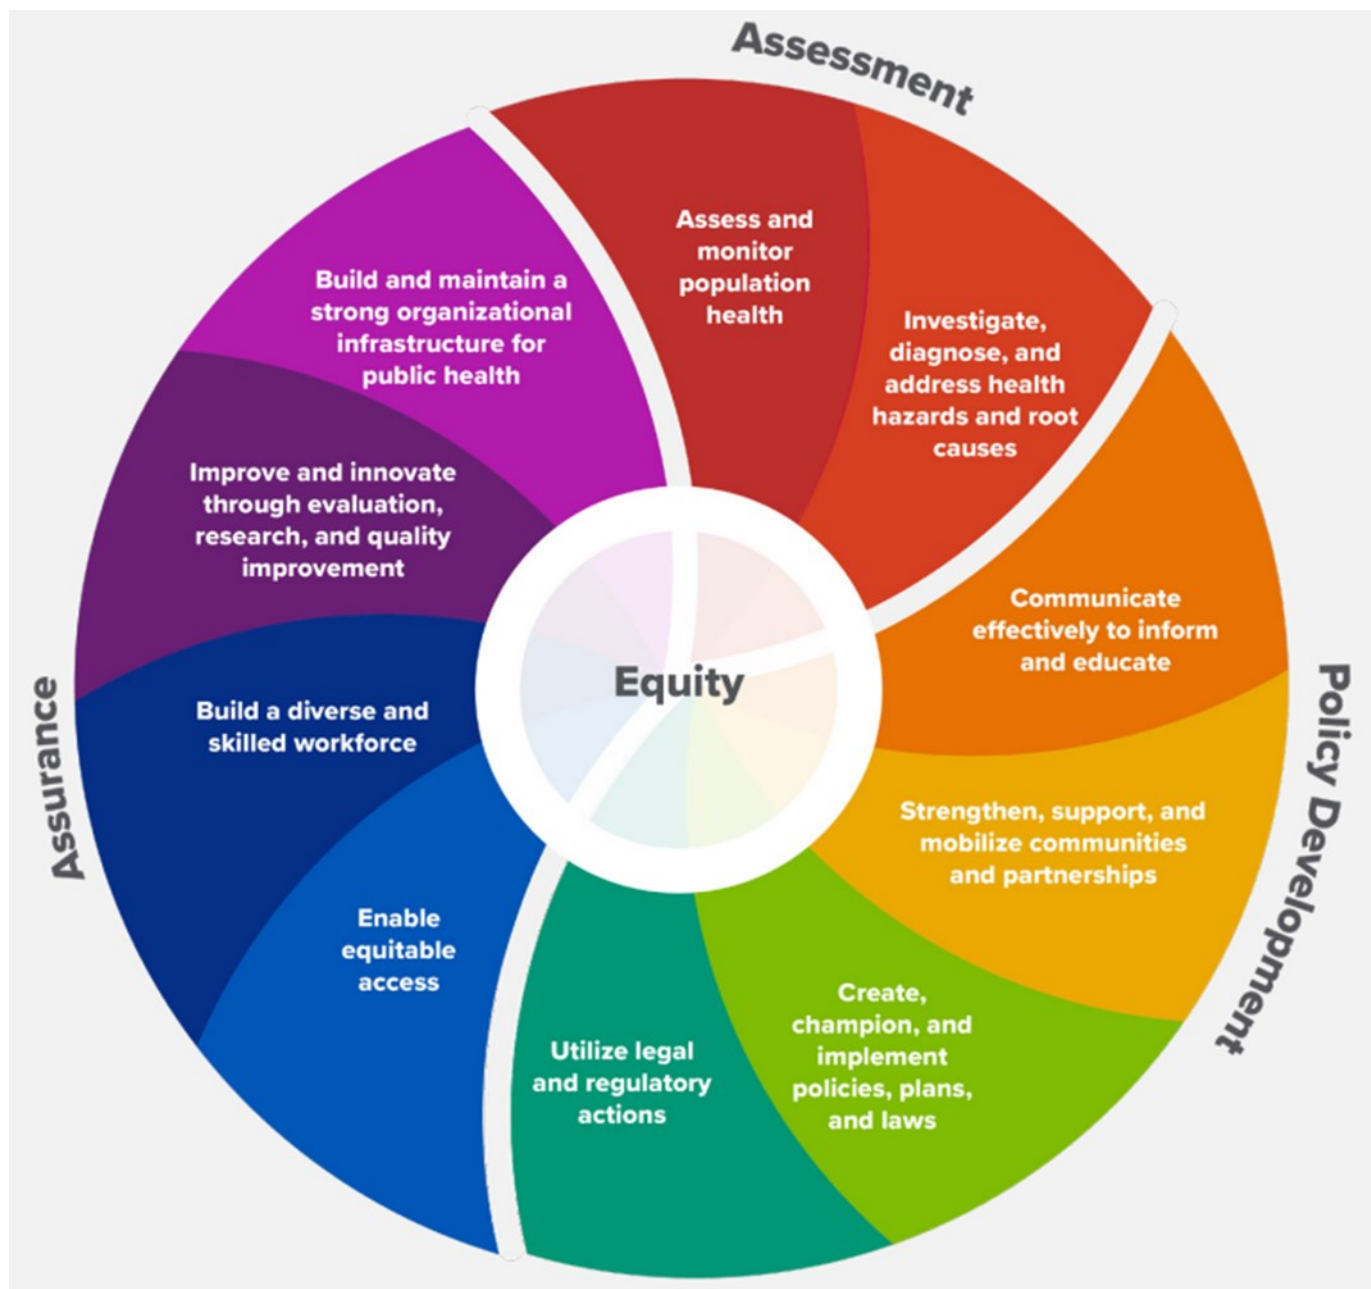 Assessment
Assess and
monitor
population
health
Investigate,
diagnose, and
address health
hazards and root
causes
Policy Development
Communicate
effectively to inform
and educate
Strengthen, support, and
mobilize communities
and partnerships
Create,
champion, and
implement
policies, plans,
and laws
Utilize legal
and regulatory
actions
Assurance
Enable
equitable
access
Build a diverse and
skilled workforce
Improve and innovate
through evaluation,
research, and quality
improvement
Build and maintain a
strong organizational
infrastructure for
public health
Equity